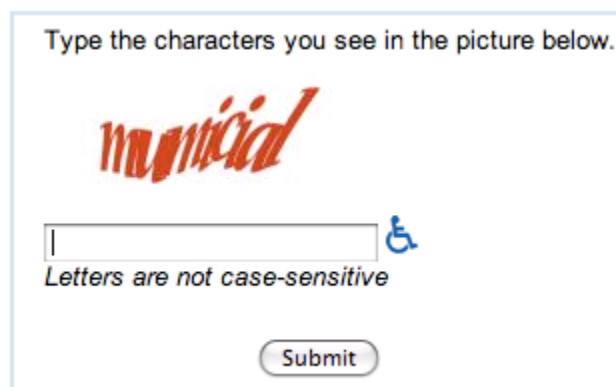 Type the characters you see in the picture below.
Letters are not case-sensitive
Submit